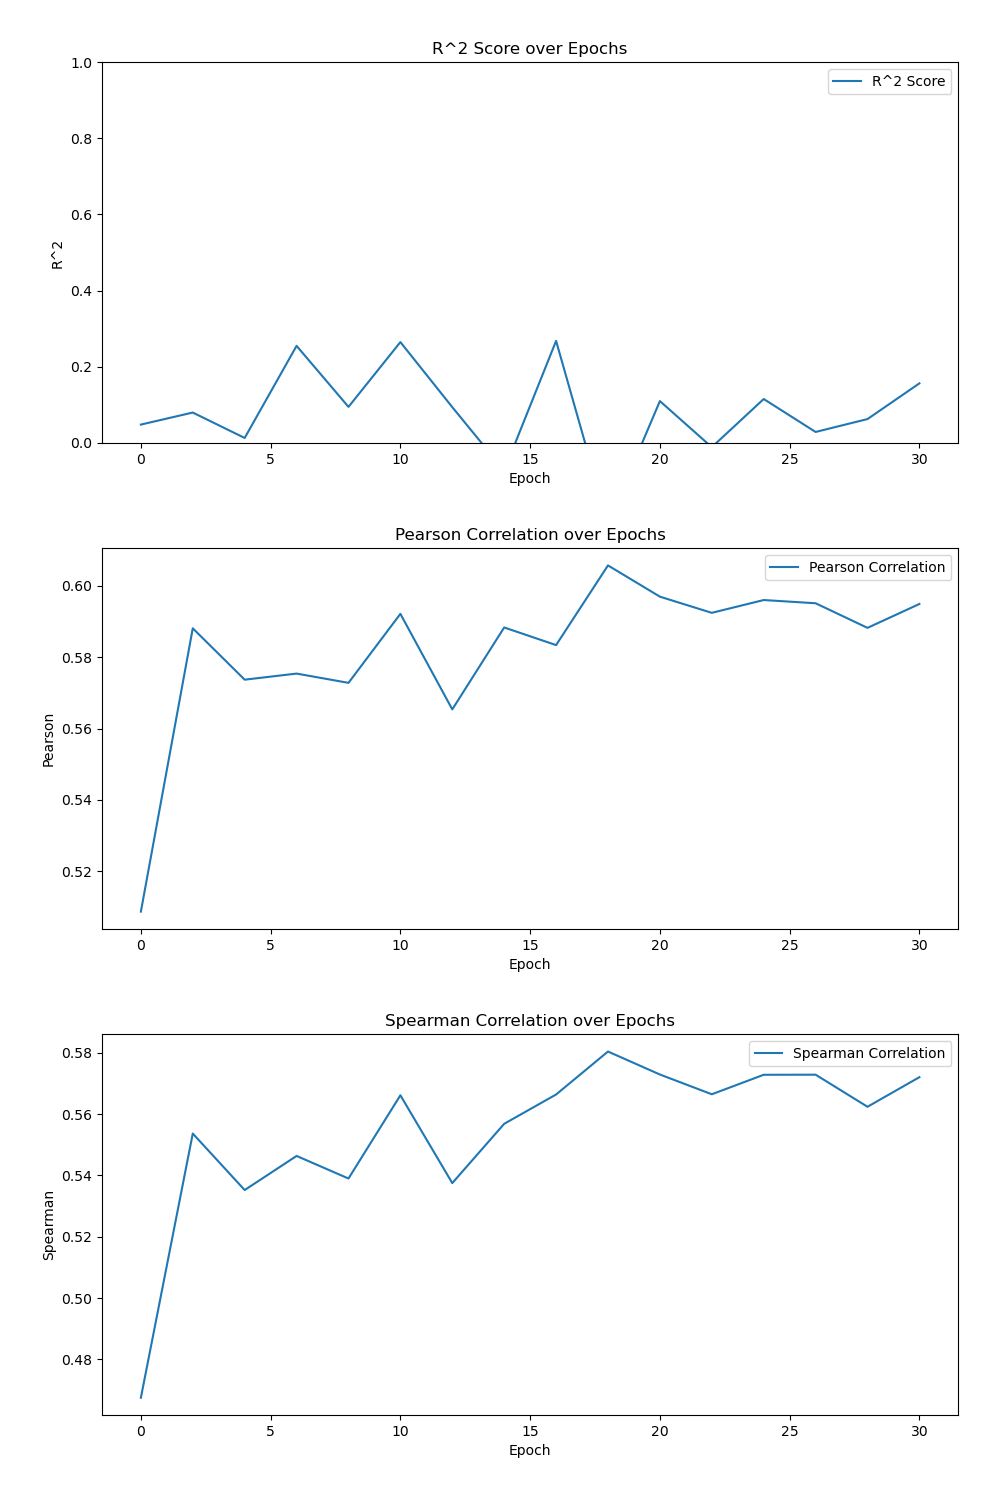 R^2 Score over Epochs
1.0
R^2 Score
0.8
0.6
R^2
0.4
0.2
0.0
0 5 10 15 20 25 30
Epoch
Pearson Correlation over Epochs
Pearson Correlation
0.60
0.58
0.56
Pearson
0.54
0.52
0 5 10 15 20 25 30
Epoch
Spearman Correlation over Epochs
0.58
Spearman Correlation
0.56
0.54
0.52
Spearman
0.50
0.48
0 5 10 15 20 25 30
Epoch